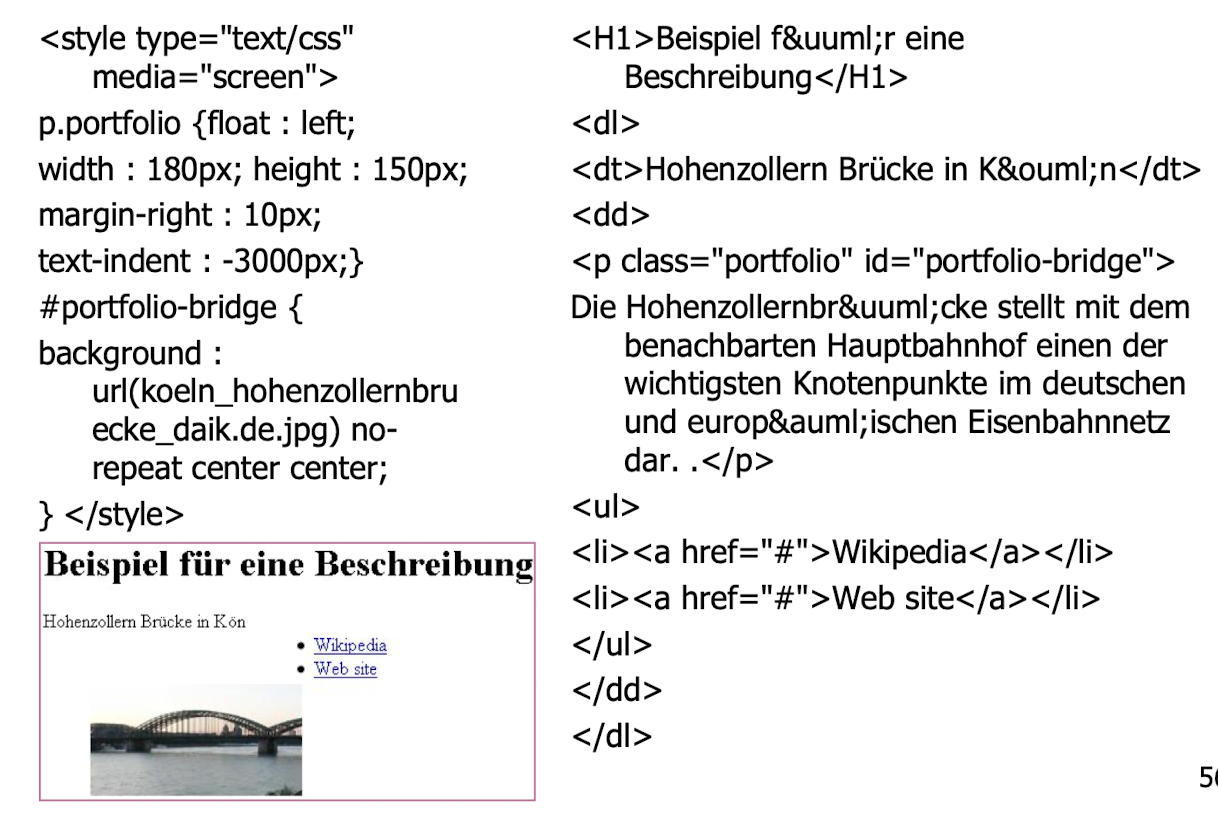 <style type="text/css"
media="screen">
p.portfolio {float : left;
width : 180px; height : 150px;
margin-right : 10px;
text-indent : -3000px;}
#portfolio-bridge {
background :
url(koeln_hohenzollernbru
ecke_daik.de.jpg) no-
repeat center center;
} </style>
Beispiel für eine Beschreibung
Hohenzollern Brücke in Kön
• Wikipedia
• Web site
<H1>Beispiel f&uuml;r eine
Beschreibung</H1>
<dl>
<dt>Hohenzollern Brücke in K&ouml;n</dt>
<dd>
<p class="portfolio" id="portfolio-bridge">
Die Hohenzollernbr&uuml;cke stellt mit dem
benachbarten Hauptbahnhof einen der
wichtigsten Knotenpunkte im deutschen
und europ&auml;ischen Eisenbahnnetz
dar. .</p>
<ul>
<li><a href="#">Wikipedia</a></li>
<li><a href="#">Web site</a></li>
</ul>
</dd>
</dl>